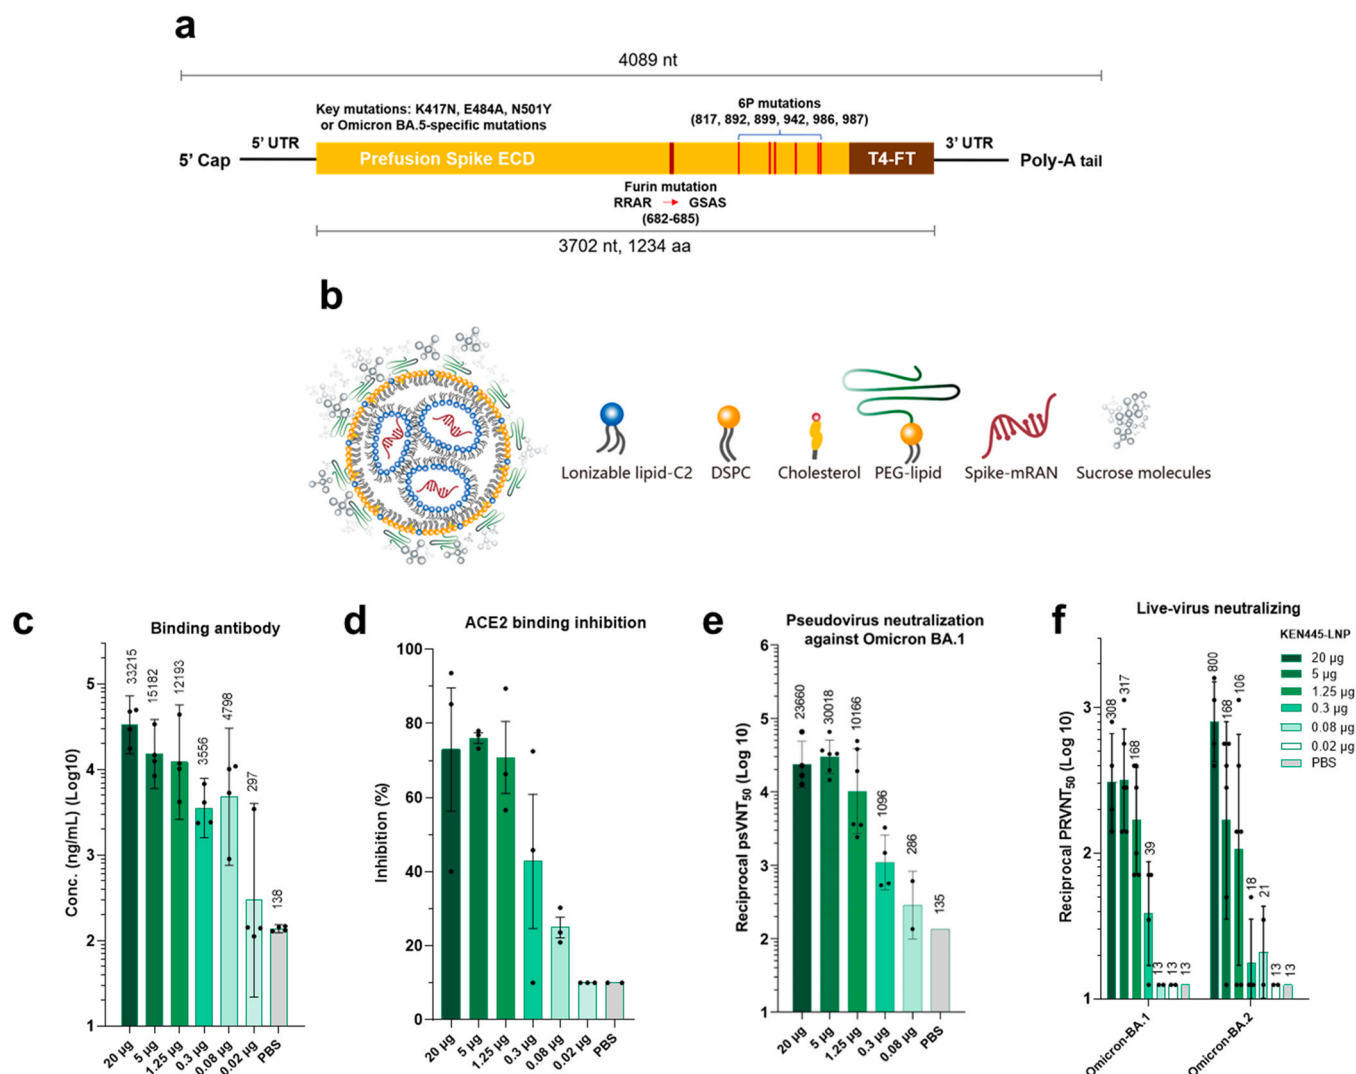 a
4089 nt
Key mutations: K417N, E484A, N501Y
or Omicron BA.5-specific mutations
6P mutations
(817, 892, 899, 942, 986, 987)
5' Cap
5' UTR
Prefusion Spike ECD
T4-FT
3' UTR
Poly-A tail
Furin mutation
RRAR → GSAS
(682-685)
3702 nt, 1234 aa
b
Lonizable lipid-C2
DSPC
Cholesterol
PEG-lipid
Spike-mRAN
Sucrose molecules
c
Binding antibody
Conc. (ng/mL) (Log10)
5
4
3
2
1
33215
15182
12193
3556
4798
297
138
20 µg
5 µg
1.25 µg
0.3 µg
0.08 µg
0.02 µg
PBS
d
ACE2 binding inhibition
Inhibition (%)
100
80
60
40
20
0
20 µg
5 µg
1.25 µg
0.3 µg
0.08 µg
0.02 µg
PBS
e
Pseudovirus neutralization
against Omicron BA.1
Reciprocal psVNT50 (Log 10)
6
5
4
3
2
1
23660
30018
10166
1096
286
135
20 µg
5 µg
1.25 µg
0.3 µg
0.08 µg
PBS
f
Live-virus neutralizing
Reciprocal PRVNT50 (Log 10)
3
2
1
308
317
168
39
13
13
13
800
168
106
18
21
13
13
Omicron-BA.1
Omicron-BA.2
KEN445-LNP
20 µg
5 µg
1.25 µg
0.3 µg
0.08 µg
0.02 µg
PBS